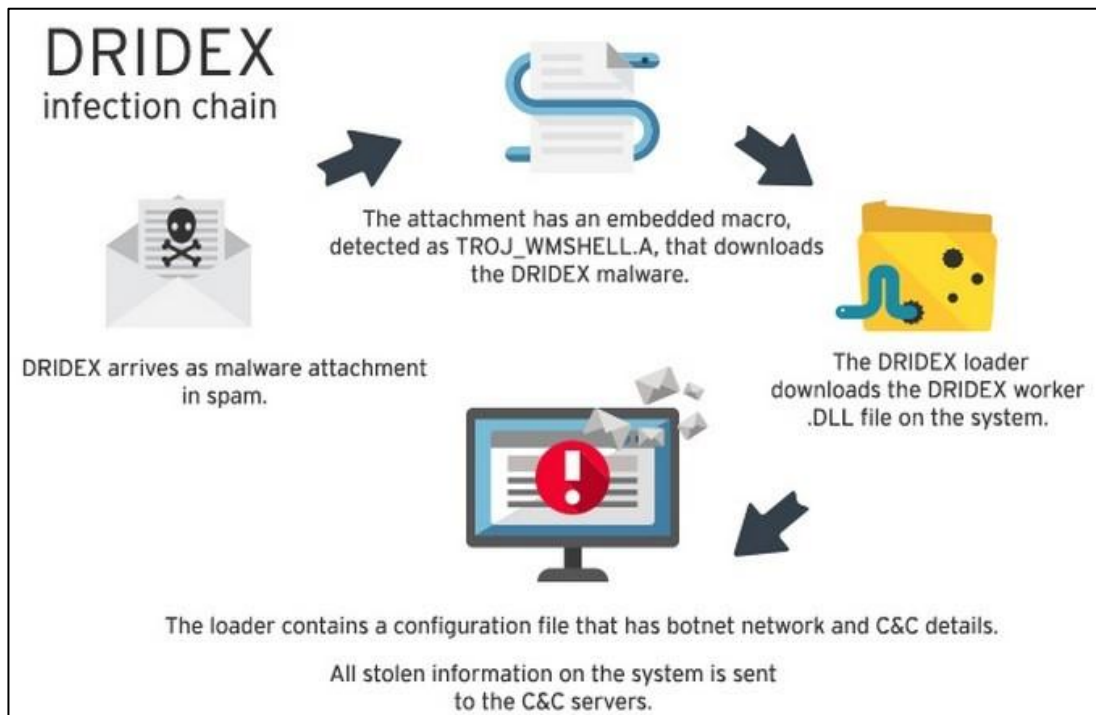 DRIDEX
infection chain
DRIDEX arrives as malware attachment
in spam.
The attachment has an embedded macro,
detected as TROJ_WMSHELL.A, that downloads
the DRIDEX malware.
The DRIDEX loader
downloads the DRIDEX worker
.DLL file on the system.
The loader contains a configuration file that has botnet network and C&C details.
All stolen information on the system is sent
to the C&C servers.